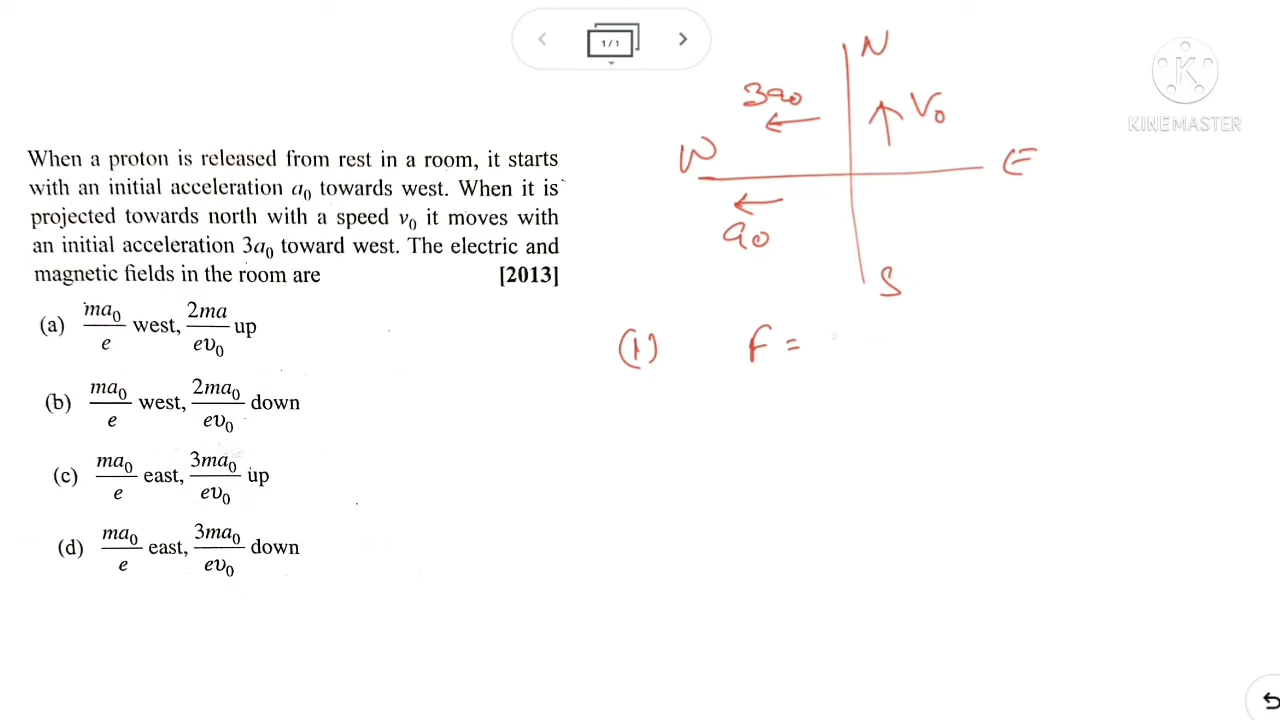 1/1
N
3a₀
V₀
KINEMASTER
W
E
a₀
S
When a proton is released from rest in a room, it starts
with an initial acceleration a₀ towards west. When it is
projected towards north with a speed v₀ it moves with
an initial acceleration 3a₀ toward west. The electric and
magnetic fields in the room are [2013]
(a) ma₀/e west, 2ma/ev₀ up
(b) ma₀/e west, 2ma₀/ev₀ down
(c) ma₀/e east, 3ma₀/ev₀ up
(d) ma₀/e east, 3ma₀/ev₀ down
(1) F =